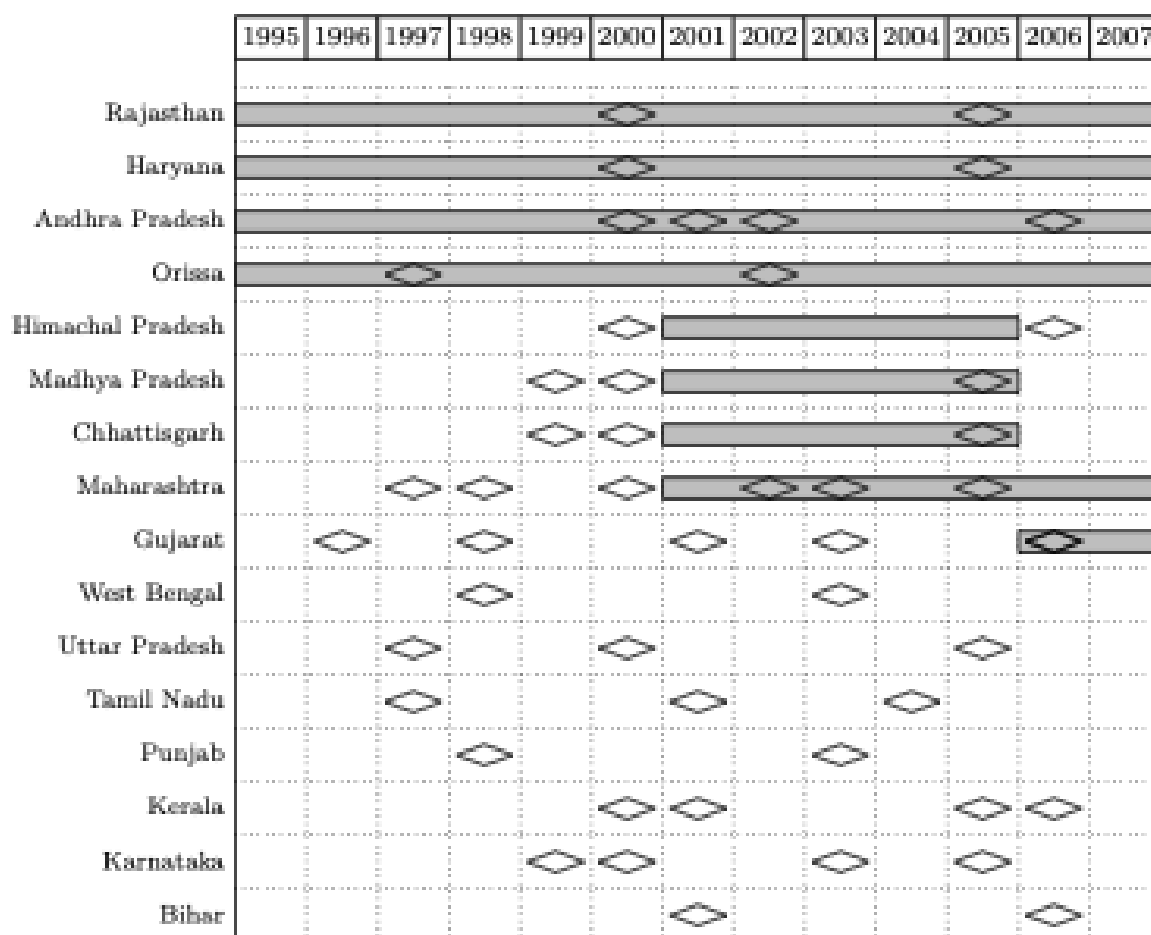 1995 1996 1997 1998 1999 2000 2001 2002 2003 2004 2005 2006 2007
Rajasthan
Haryana
Andhra Pradesh
Orissa
Himachal Pradesh
Madhya Pradesh
Chhattisgarh
Maharashtra
Gujarat
West Bengal
Uttar Pradesh
Tamil Nadu
Punjab
Kerala
Karnataka
Bihar